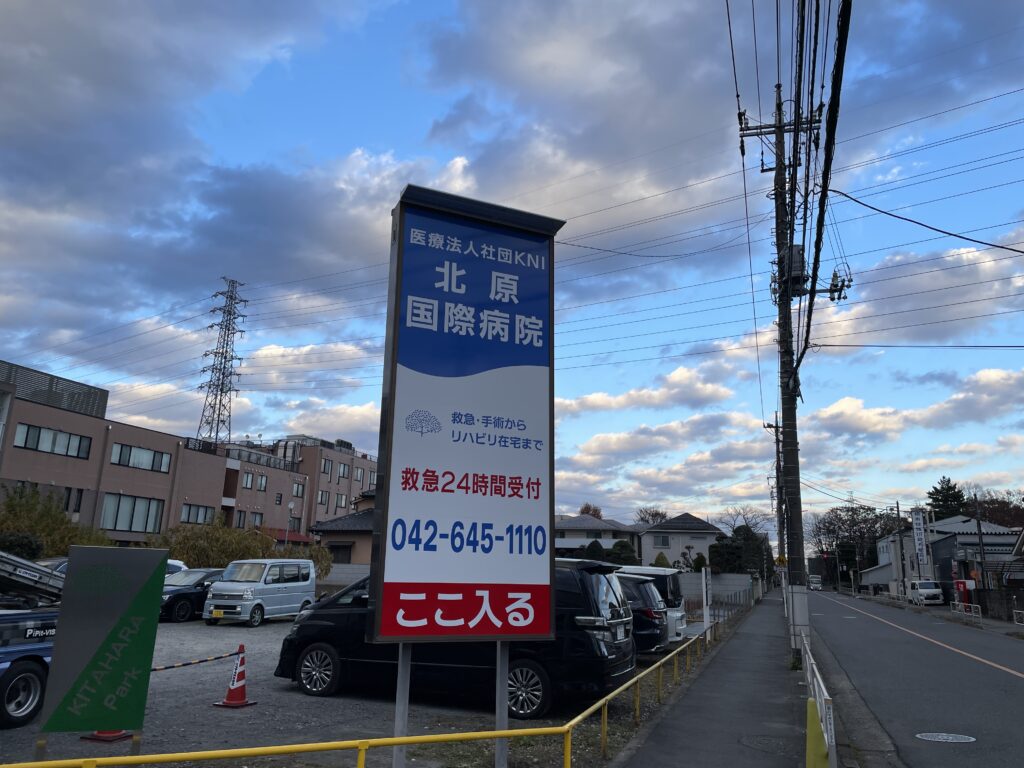 医療法人社団KNI
北原
国際病院
救急・手術から
リハビリ在宅まで
救急24時間受付
042-645-1110
ここ入る
KITAHARA
Park
PiPit-VIS